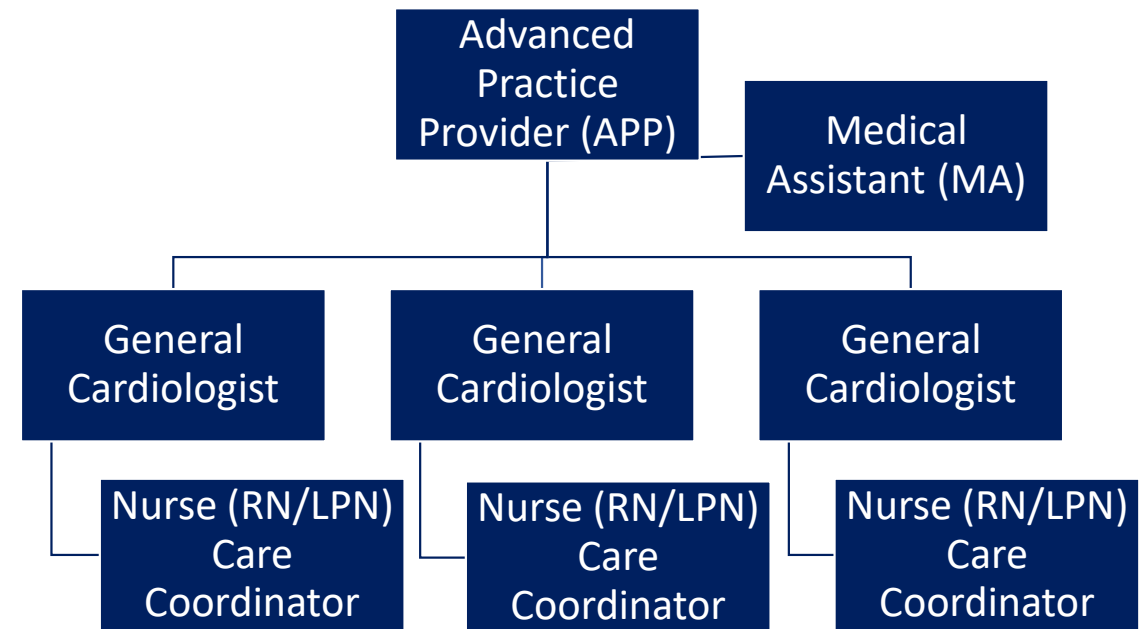 Advanced
Practice
Provider (APP)
Medical
Assistant (MA)
General
Cardiologist
General
Cardiologist
General
Cardiologist
Nurse (RN/LPN)
Care
Coordinator
Nurse (RN/LPN)
Care
Coordinator
Nurse (RN/LPN)
Care
Coordinator